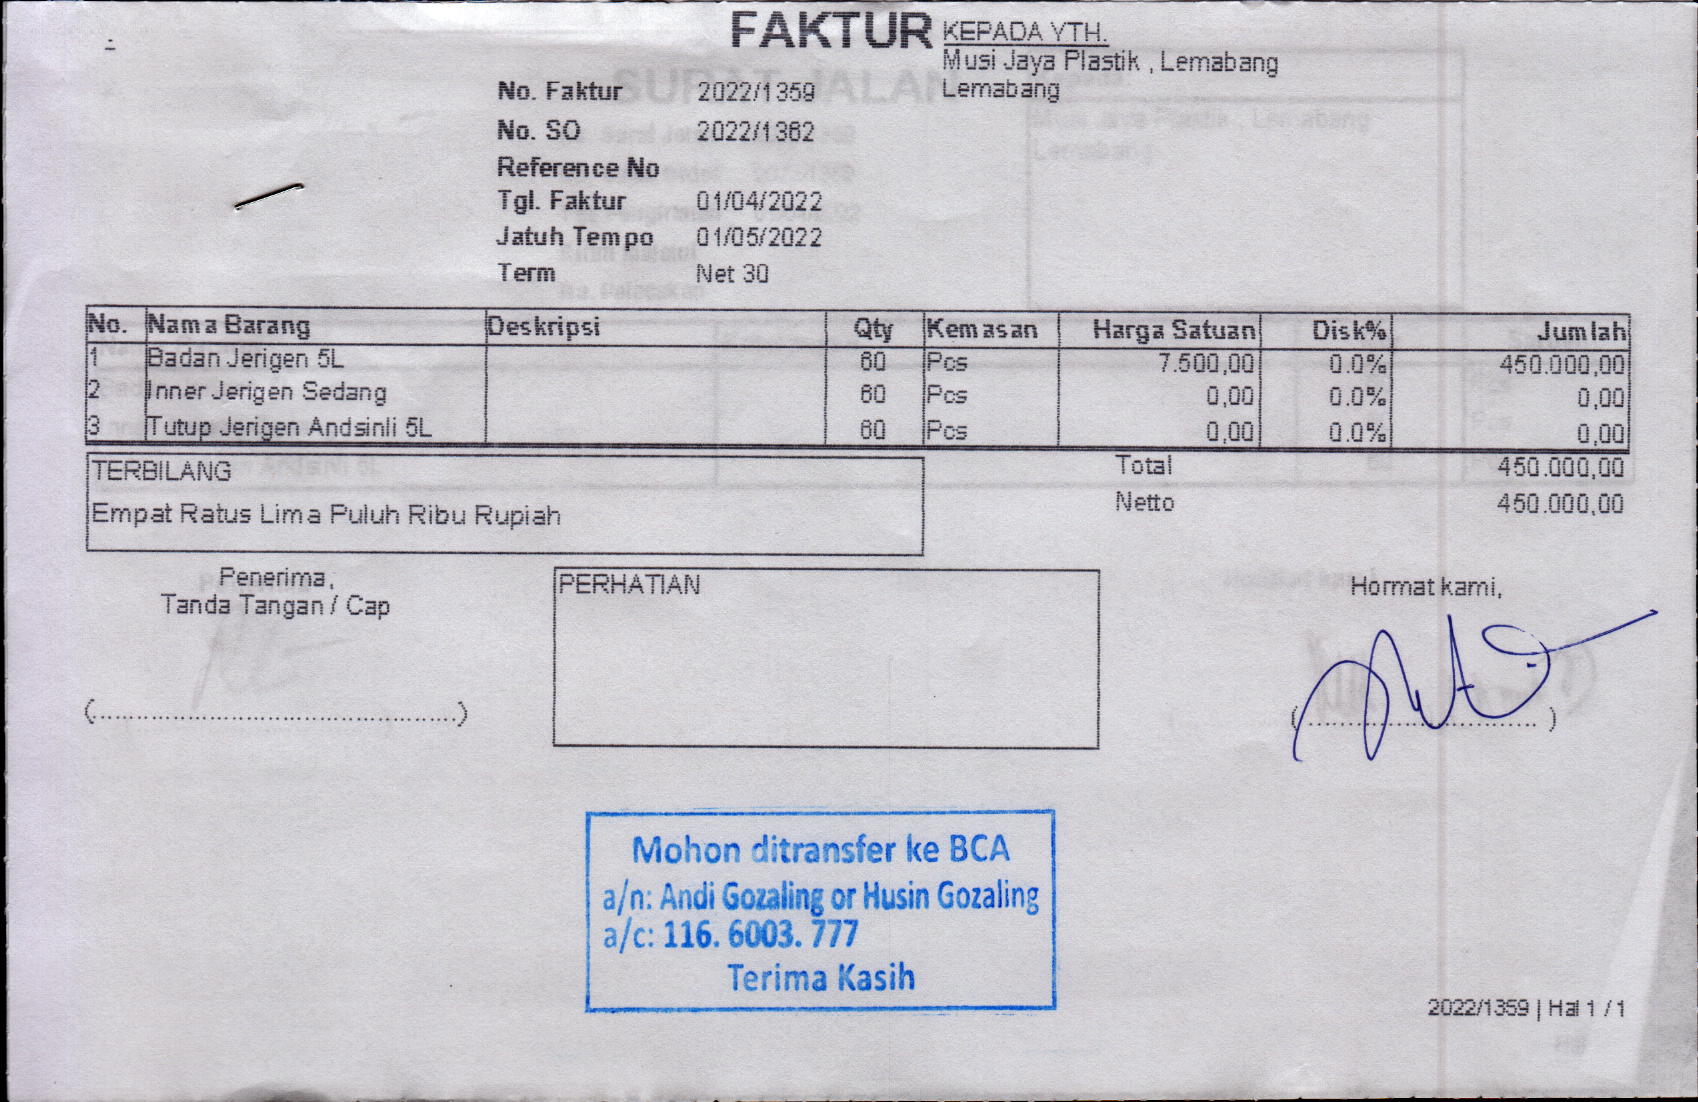 FAKTUR
KEPADA YTH.
Musi Jaya Plastik , Lemabang
Lemabang
No. Faktur 2022/1359
No. SO 2022/1362
Reference No
Tgl. Faktur 01/04/2022
Jatuh Tempo 01/05/2022
Term Net 30
No. Nama Barang Deskripsi Qty Kemasan Harga Satuan Disk% Jumlah
1 Badan Jerigen 5L 60 Pcs 7.500,00 0.0% 450.000,00
2 Inner Jerigen Sedang 60 Pcs 0,00 0.0% 0,00
3 Tutup Jerigen Andsinli 5L 60 Pcs 0,00 0.0% 0,00
TERBILANG
Empat Ratus Lima Puluh Ribu Rupiah
Total 450.000,00
Netto 450.000,00
Penerima,
Tanda Tangan / Cap
PERHATIAN
Hormat kami,
Mohon ditransfer ke BCA
a/n: Andi Gozaling or Husin Gozaling
a/c: 116. 6003. 777
Terima Kasih
2022/1359 | Hal 1 / 1